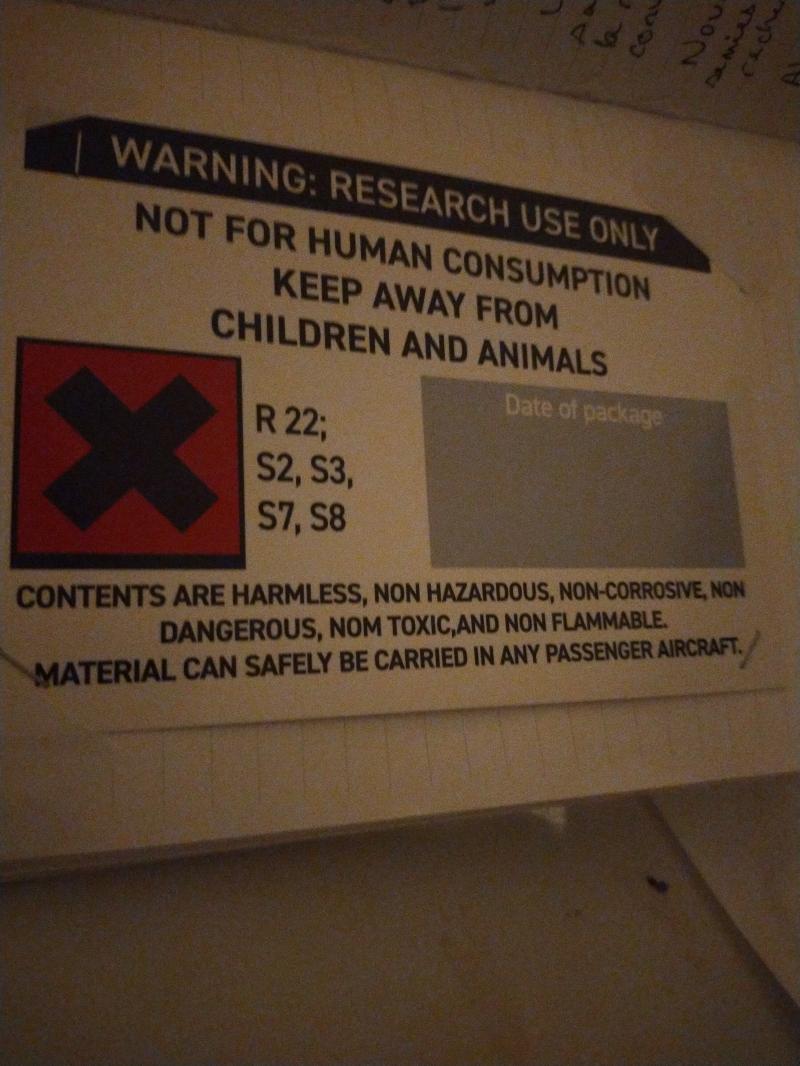 WARNING: RESEARCH USE ONLY
NOT FOR HUMAN CONSUMPTION
KEEP AWAY FROM
CHILDREN AND ANIMALS
R 22;
S2, S3,
S7, S8
Date of package
CONTENTS ARE HARMLESS, NON HAZARDOUS, NON-CORROSIVE, NON
DANGEROUS, NOM TOXIC,AND NON FLAMMABLE.
MATERIAL CAN SAFELY BE CARRIED IN ANY PASSENGER AIRCRAFT.